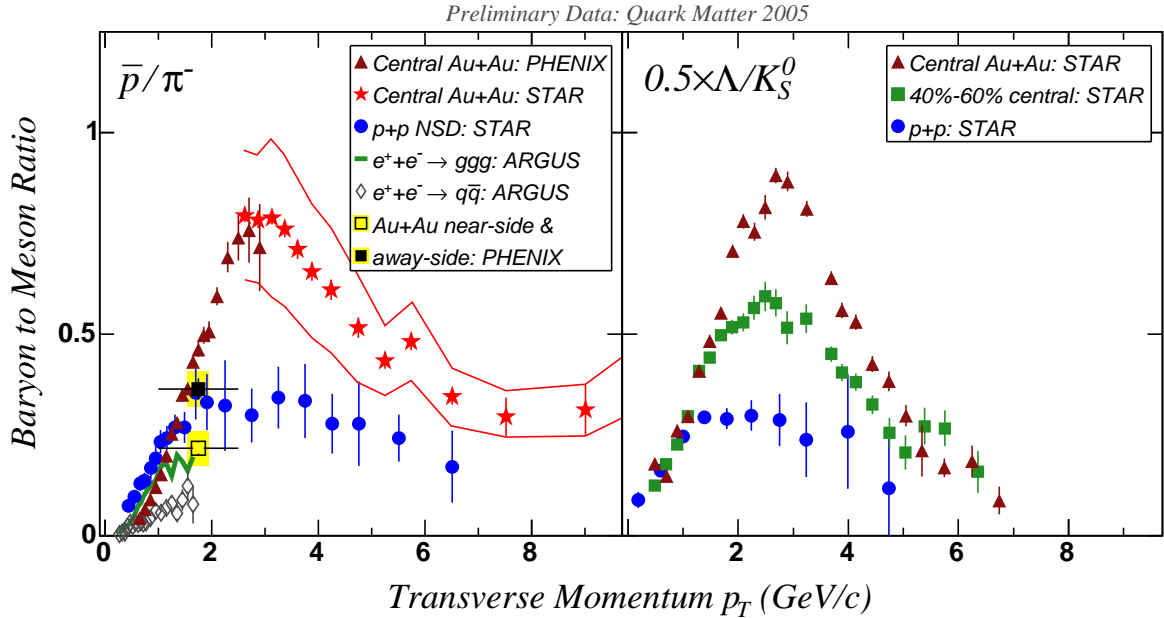 Preliminary Data: Quark Matter 2005
Baryon to Meson Ratio
p̅/π⁻
Central Au+Au: PHENIX
Central Au+Au: STAR
p+p NSD: STAR
e⁺+e⁻ → ggg: ARGUS
e⁺+e⁻ → qq̅: ARGUS
Au+Au near-side &
away-side: PHENIX
0.5×Λ/K⁰_S
Central Au+Au: STAR
40%-60% central: STAR
p+p: STAR
1
0.5
0
0 2 4 6 8
2 4 6 8
Transverse Momentum p_T (GeV/c)